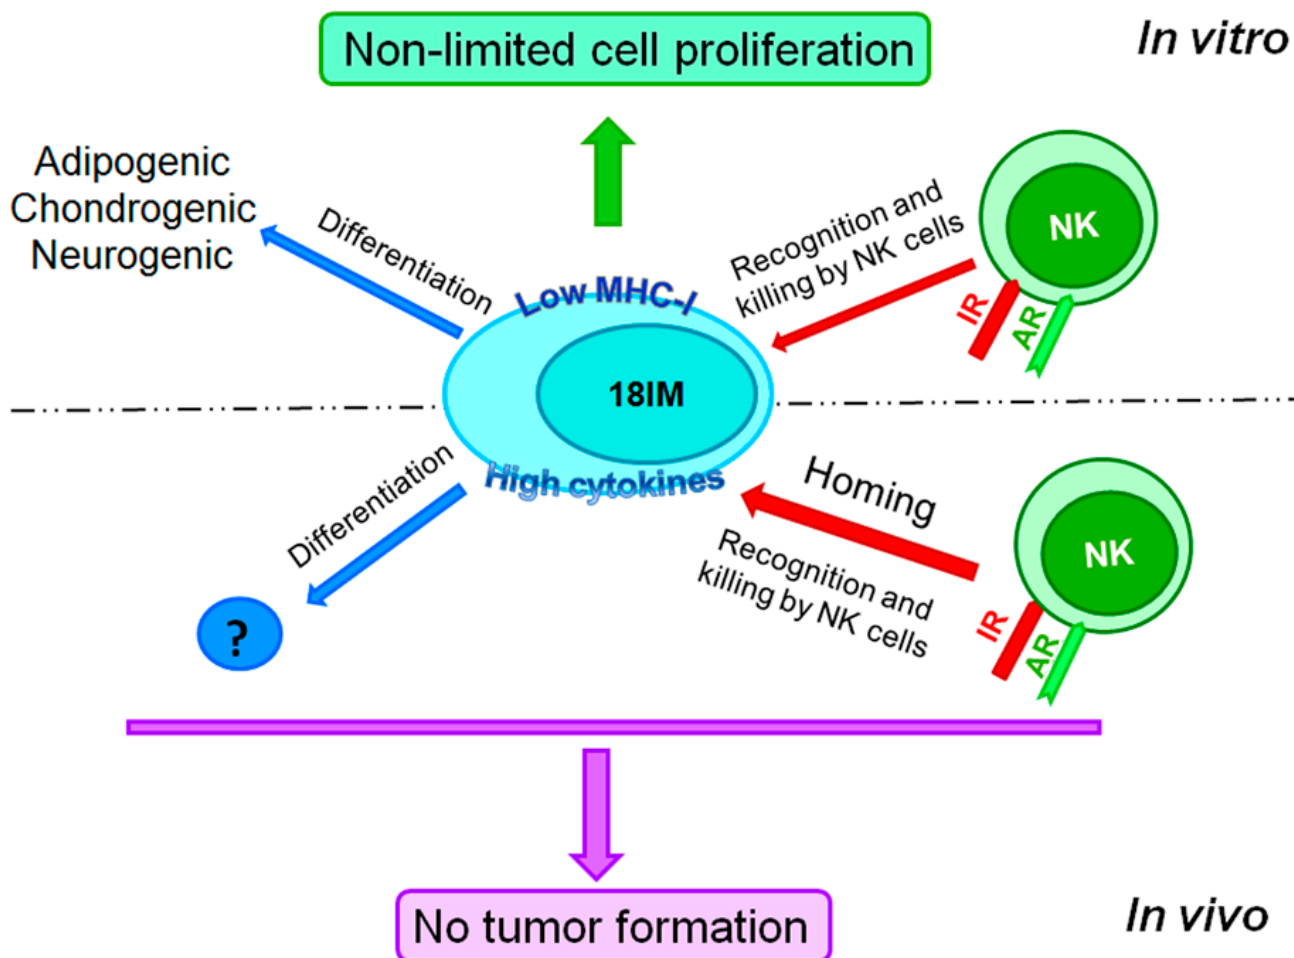 Non-limited cell proliferation
In vitro
Adipogenic
Chondrogenic
Neurogenic
Differentiation
Recognition and
killing by NK cells
NK
IR
AR
Low MHC-I
18IM
High cytokines
Differentiation
?
Homing
Recognition and
killing by NK cells
NK
IR
AR
No tumor formation
In vivo